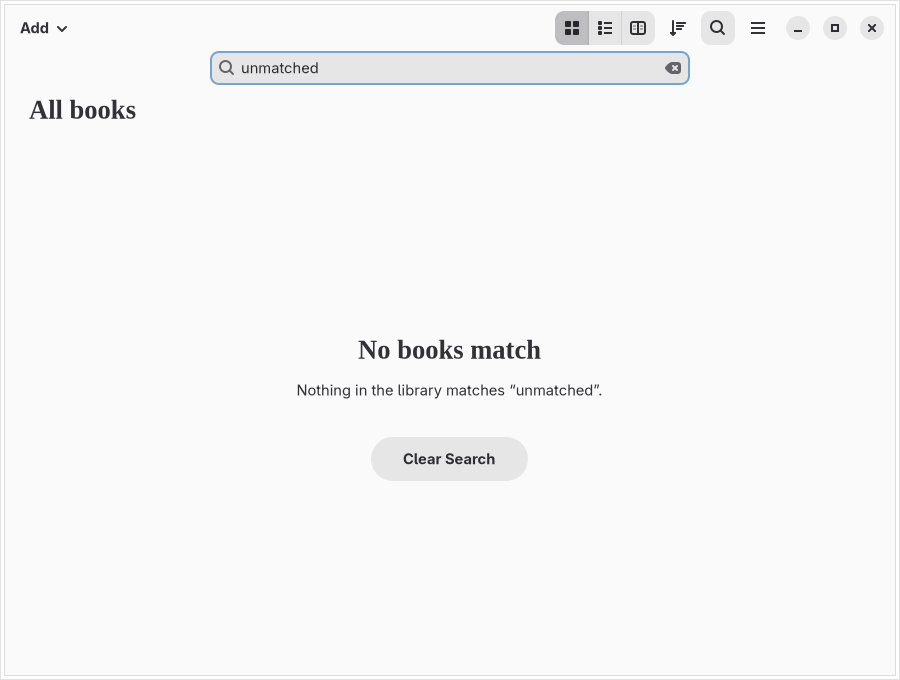 Add
unmatched
All books
No books match
Nothing in the library matches “unmatched”.
Clear Search